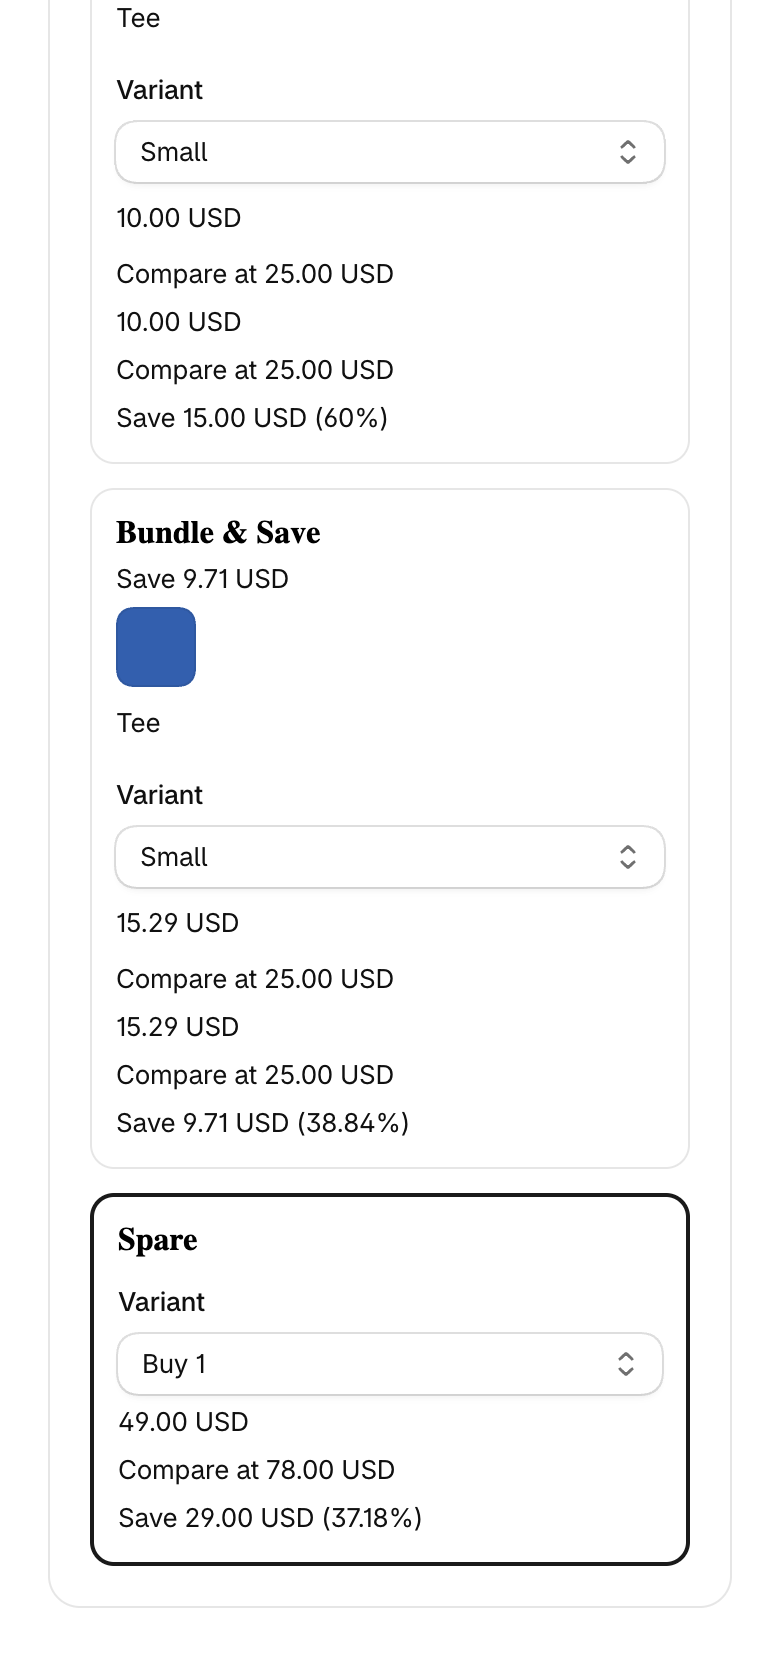 Tee
Variant
Small
10.00 USD
Compare at 25.00 USD
10.00 USD
Compare at 25.00 USD
Save 15.00 USD (60%)
Bundle & Save
Save 9.71 USD
Tee
Variant
Small
15.29 USD
Compare at 25.00 USD
15.29 USD
Compare at 25.00 USD
Save 9.71 USD (38.84%)
Spare
Variant
Buy 1
49.00 USD
Compare at 78.00 USD
Save 29.00 USD (37.18%)